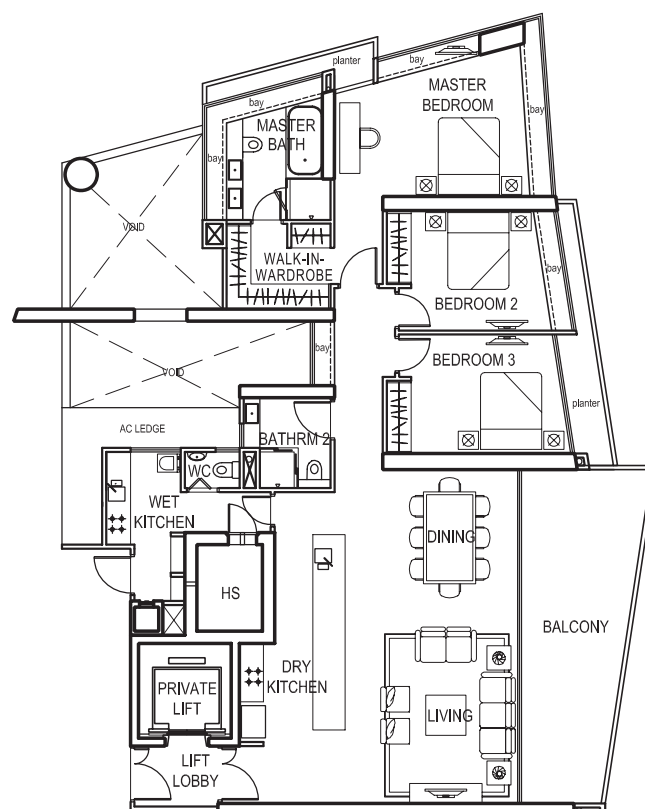 planter
bay
MASTER
BEDROOM
bay
bay
MASTER
BATH
bay
VOID
WALK-IN-
WARDROBE
bay
BEDROOM 2
bay
VOID
BEDROOM 3
planter
AC LEDGE
BATHRM 2
WC
WET
KITCHEN
DINING
HS
BALCONY
DRY
KITCHEN
PRIVATE
LIFT
LIVING
LIFT
LOBBY